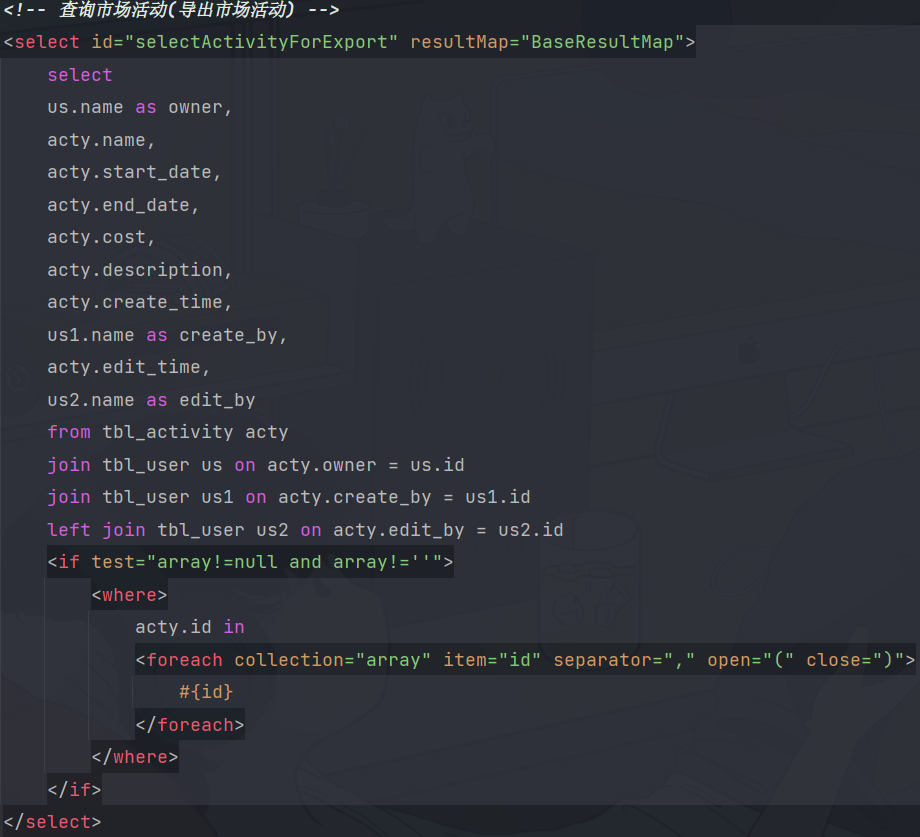 <!-- 查询市场活动(导出市场活动) -->
<select id="selectActivityForExport" resultMap="BaseResultMap">
select
us.name as owner,
acty.name,
acty.start_date,
acty.end_date,
acty.cost,
acty.description,
acty.create_time,
us1.name as create_by,
acty.edit_time,
us2.name as edit_by
from tbl_activity acty
join tbl_user us on acty.owner = us.id
join tbl_user us1 on acty.create_by = us1.id
left join tbl_user us2 on acty.edit_by = us2.id
<if test="array!=null and array!=''">
<where>
acty.id in
<foreach collection="array" item="id" separator="," open="(" close=")">
#{id}
</foreach>
</where>
</if>
</select>